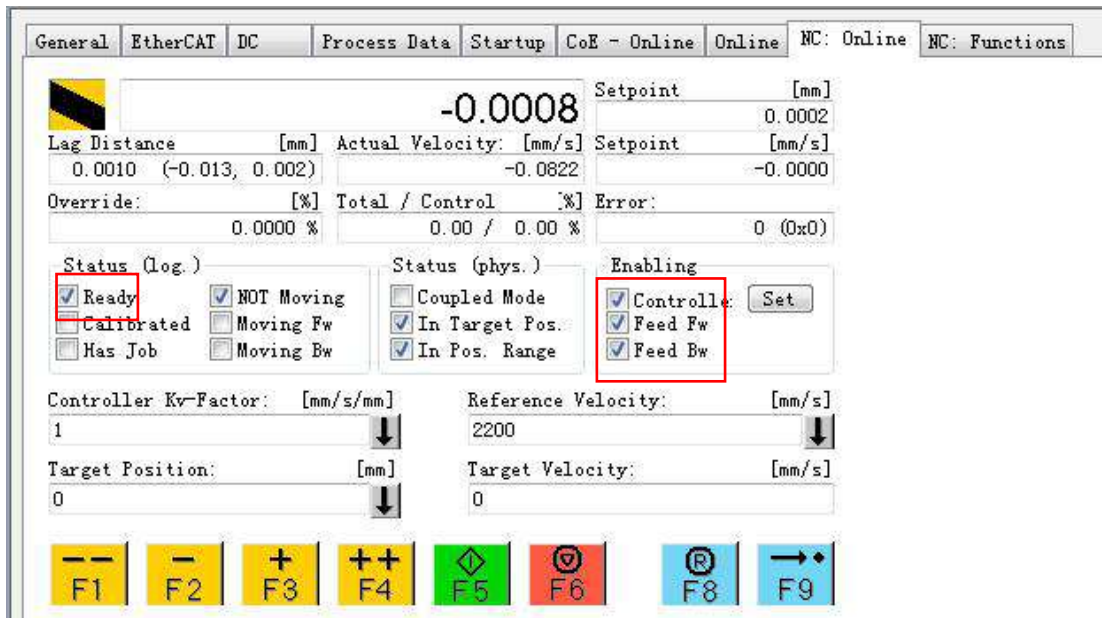 General EtherCAT DC Process Data Startup CoE - Online Online NC: Online NC: Functions
-0.0008
Setpoint [mm]
0.0002
Lag Distance [mm] Actual Velocity: [mm/s] Setpoint [mm/s]
0.0010 (-0.013, 0.002) -0.0822 -0.0000
Override: [%] Total / Control [%] Error:
0.0000 % 0.00 / 0.00 % 0 (0x0)
Status (log.) Status (phys.) Enabling
Ready NOT Moving Coupled Mode Controlle: Set
Calibrated Moving Fw In Target Pos. Feed Fw
Has Job Moving Bw In Pos. Range Feed Bw
Controller Kv-Factor: [mm/s/mm] Reference Velocity: [mm/s]
1 2200
Target Position: [mm] Target Velocity: [mm/s]
0 0
-- - + ++ R
F1 F2 F3 F4 F5 F6 F8 F9